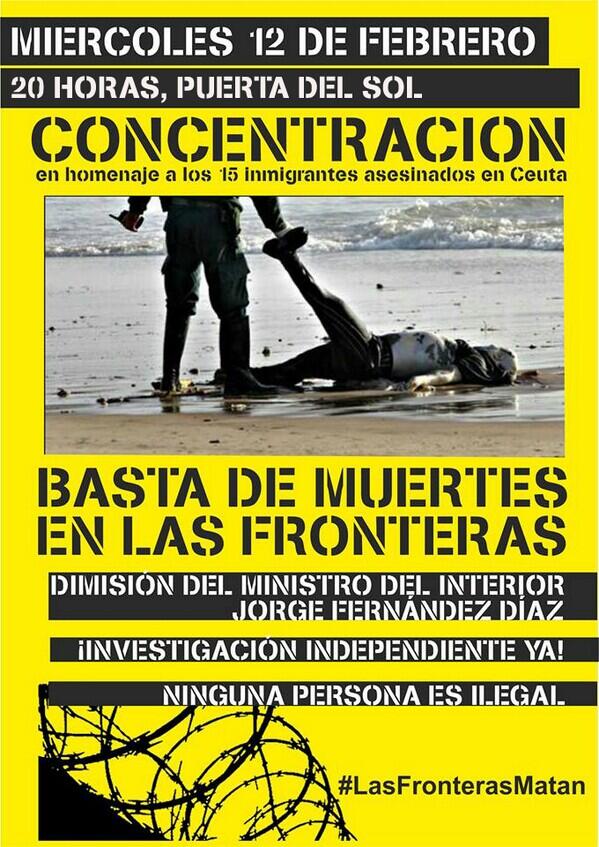 MIERCOLES 12 DE FEBRERO
20 HORAS, PUERTA DEL SOL
CONCENTRACION
en homenaje a los 15 inmigrantes asesinados en Ceuta
BASTA DE MUERTES
EN LAS FRONTERAS
DIMISIÓN DEL MINISTRO DEL INTERIOR
JORGE FERNÁNDEZ DÍAZ
¡INVESTIGACIÓN INDEPENDIENTE YA!
NINGUNA PERSONA ES ILEGAL
#LasFronterasMatan